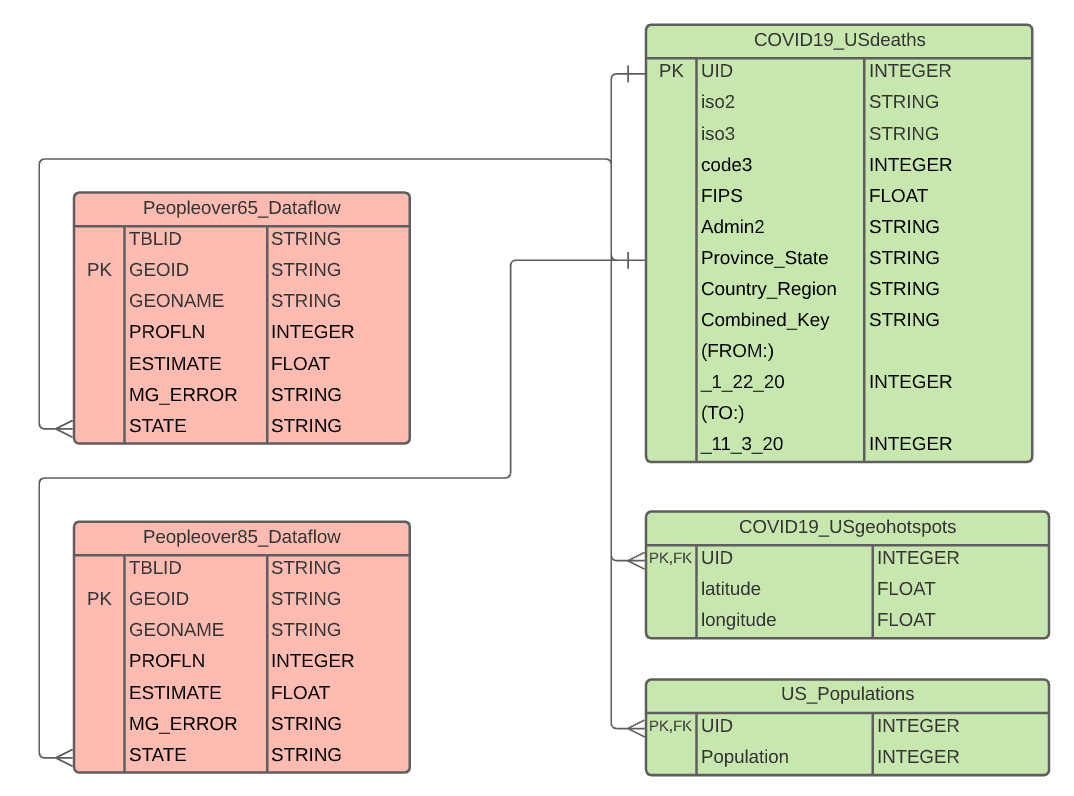 COVID19_USdeaths
PK UID INTEGER
iso2 STRING
iso3 STRING
code3 INTEGER
FIPS FLOAT
Admin2 STRING
Province_State STRING
Country_Region STRING
Combined_Key STRING
(FROM:)
_1_22_20 INTEGER
(TO:)
_11_3_20 INTEGER
Peopleover65_Dataflow
TBLID STRING
PK GEOID STRING
GEONAME STRING
PROFLN INTEGER
ESTIMATE FLOAT
MG_ERROR STRING
STATE STRING
Peopleover85_Dataflow
TBLID STRING
PK GEOID STRING
GEONAME STRING
PROFLN INTEGER
ESTIMATE FLOAT
MG_ERROR STRING
STATE STRING
COVID19_USgeohotspots
PK,FK UID INTEGER
latitude FLOAT
longitude FLOAT
US_Populations
PK,FK UID INTEGER
Population INTEGER